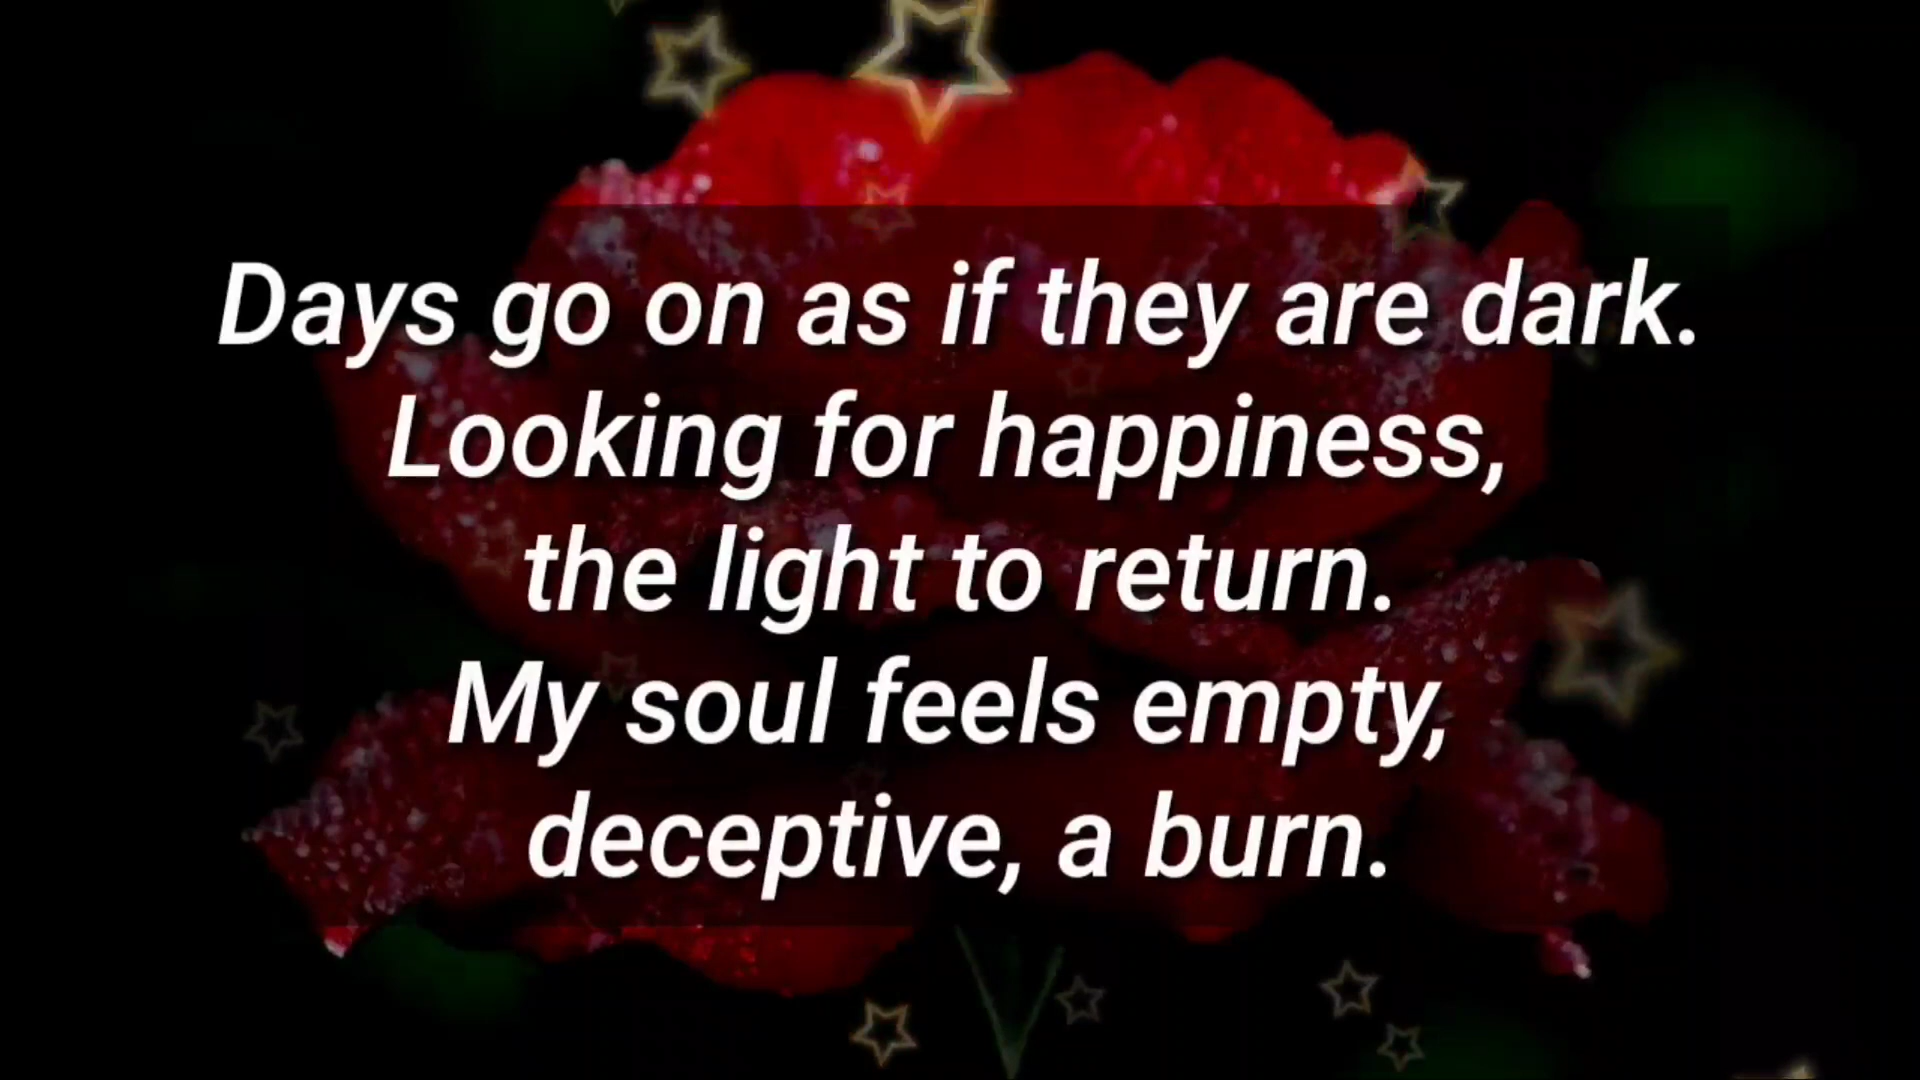 Days go on as if they are dark.
Looking for happiness,
the light to return.
My soul feels empty,
deceptive, a burn.